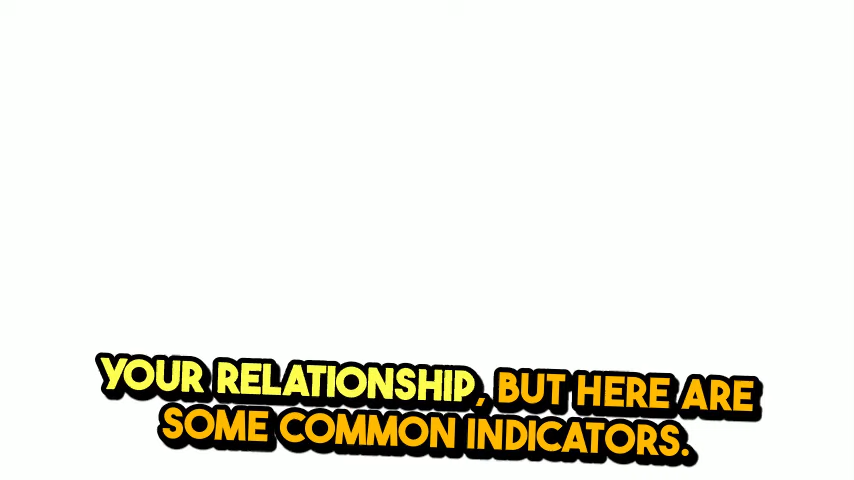 YOUR RELATIONSHIP, BUT HERE ARE
SOME COMMON INDICATORS.